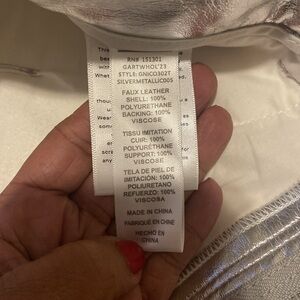 RN# 151301
GARTWHOL'23
STYLE: GNICO302T
SILVERMETALLIC005
FAUX LEATHER
SHELL: 100%
POLYURETHANE
BACKING: 100%
VISCOSE
TISSU IMITATION
CUIR: 100%
POLYURETHANE
SUPPORT: 100%
VISCOSE
TELA DE PIEL DE
IMITACIÓN: 100%
POLIURETANO
REFUERZO: 100%
VISCOSA
MADE IN CHINA
FABRIQUÉ EN CHINE
HECHO EN
CHINA